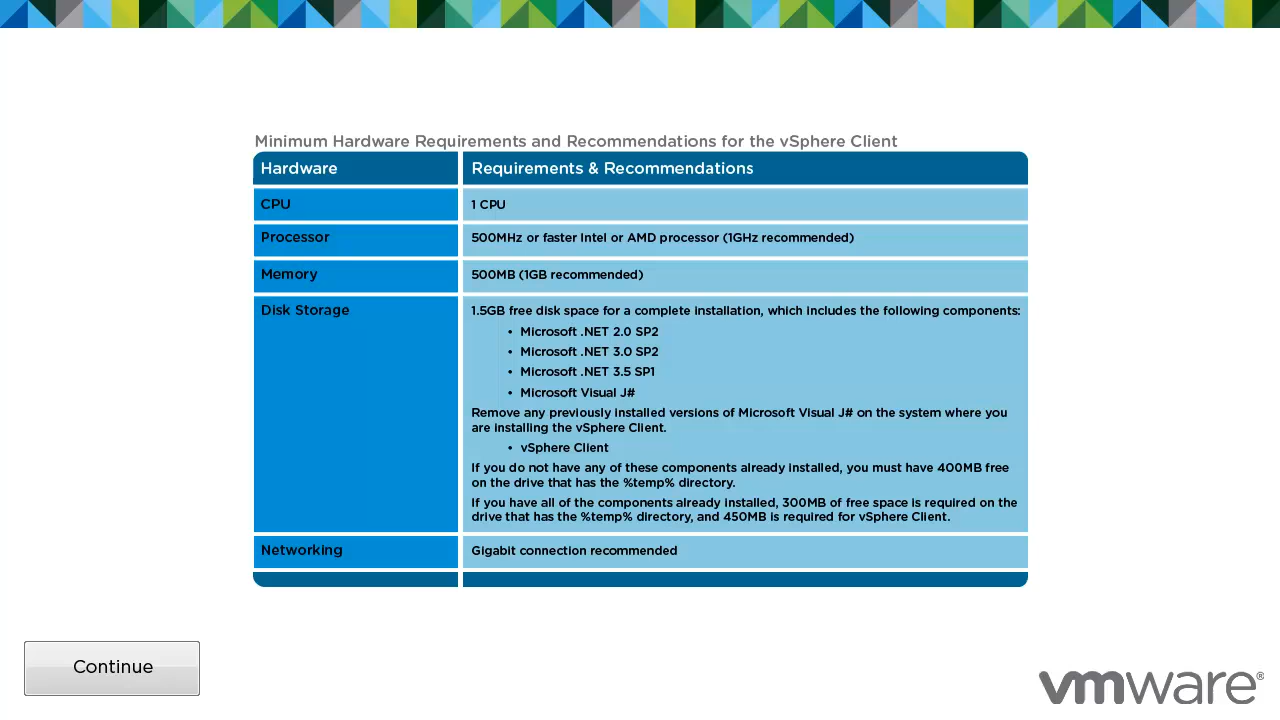 Minimum Hardware Requirements and Recommendations for the vSphere Client
Hardware
Requirements & Recommendations
CPU
1 CPU
Processor
500MHz or faster Intel or AMD processor (1GHz recommended)
Memory
500MB (1GB recommended)
Disk Storage
1.5GB free disk space for a complete installation, which includes the following components:
• Microsoft .NET 2.0 SP2
• Microsoft .NET 3.0 SP2
• Microsoft .NET 3.5 SP1
• Microsoft Visual J#
Remove any previously installed versions of Microsoft Visual J# on the system where you
are installing the vSphere Client.
• vSphere Client
If you do not have any of these components already installed, you must have 400MB free
on the drive that has the %temp% directory.
If you have all of the components already installed, 300MB of free space is required on the
drive that has the %temp% directory, and 450MB is required for vSphere Client.
Networking
Gigabit connection recommended
Continue
vmware®